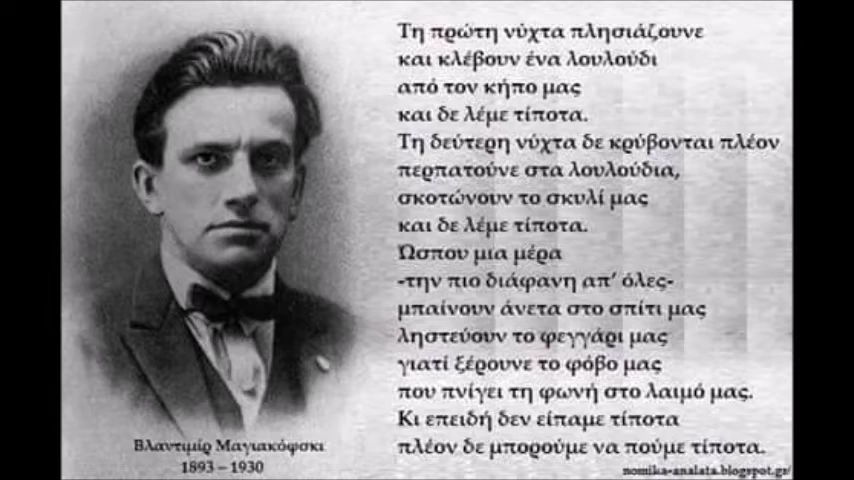 Τη πρώτη νύχτα πλησιάζουνε
και κλέβουν ένα λουλούδι
από τον κήπο μας
και δε λέμε τίποτα.
Τη δεύτερη νύχτα δε κρύβονται πλέον
περπατούνε στα λουλούδια,
σκοτώνουν το σκυλί μας
και δε λέμε τίποτα.
Ώσπου μια μέρα
-την πιο διάφανη απ’ όλες-
μπαίνουν άνετα στο σπίτι μας
ληστεύουν το φεγγάρι μας
γιατί ξέρουνε το φόβο μας
που πνίγει τη φωνή στο λαιμό μας.
Κι επειδή δεν είπαμε τίποτα
πλέον δε μπορούμε να πούμε τίποτα.
Βλαντιμίρ Μαγιακόφσκι
1893 – 1930
nomika-analata.blogspot.gr/